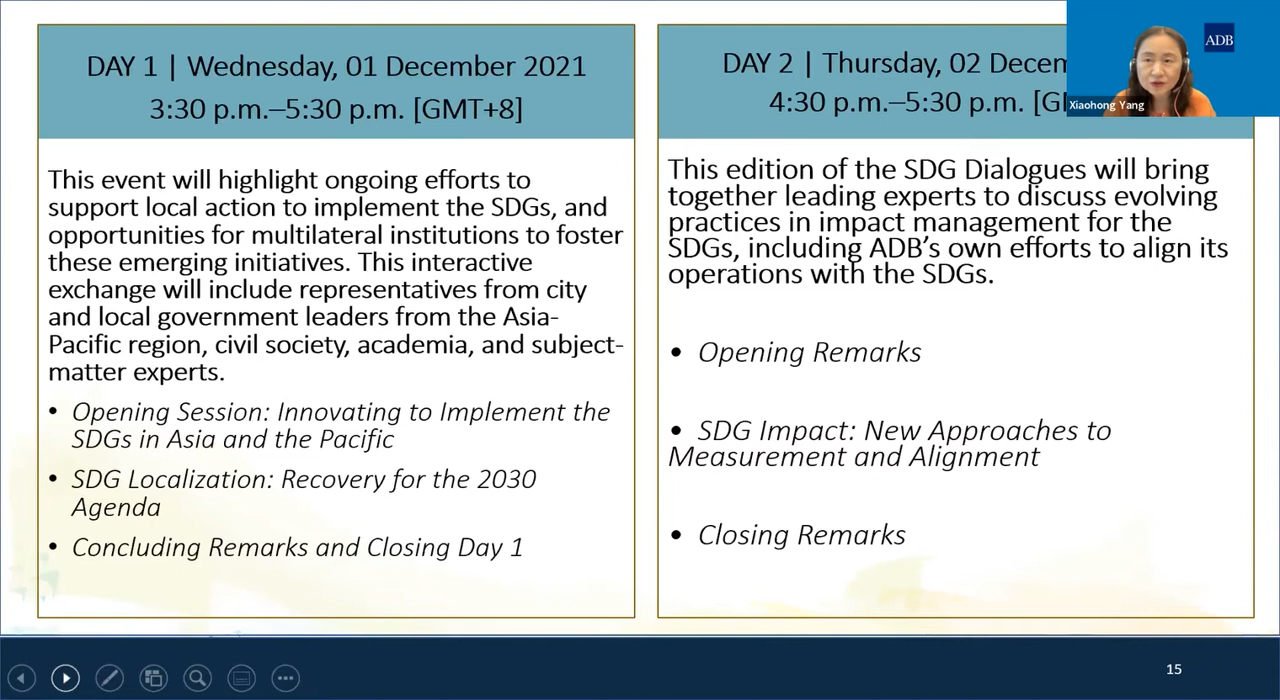 DAY 1 | Wednesday, 01 December 2021
3:30 p.m.–5:30 p.m. [GMT+8]
This event will highlight ongoing efforts to
support local action to implement the SDGs, and
opportunities for multilateral institutions to foster
these emerging initiatives. This interactive
exchange will include representatives from city
and local government leaders from the Asia-
Pacific region, civil society, academia, and subject-
matter experts.
• Opening Session: Innovating to Implement the
SDGs in Asia and the Pacific
• SDG Localization: Recovery for the 2030
Agenda
• Concluding Remarks and Closing Day 1
DAY 2 | Thursday, 02 Decem
4:30 p.m.–5:30 p.m. [G
This edition of the SDG Dialogues will bring
together leading experts to discuss evolving
practices in impact management for the
SDGs, including ADB’s own efforts to align its
operations with the SDGs.
• Opening Remarks
• SDG Impact: New Approaches to
Measurement and Alignment
• Closing Remarks
ADB
Xiaohong Yang
15